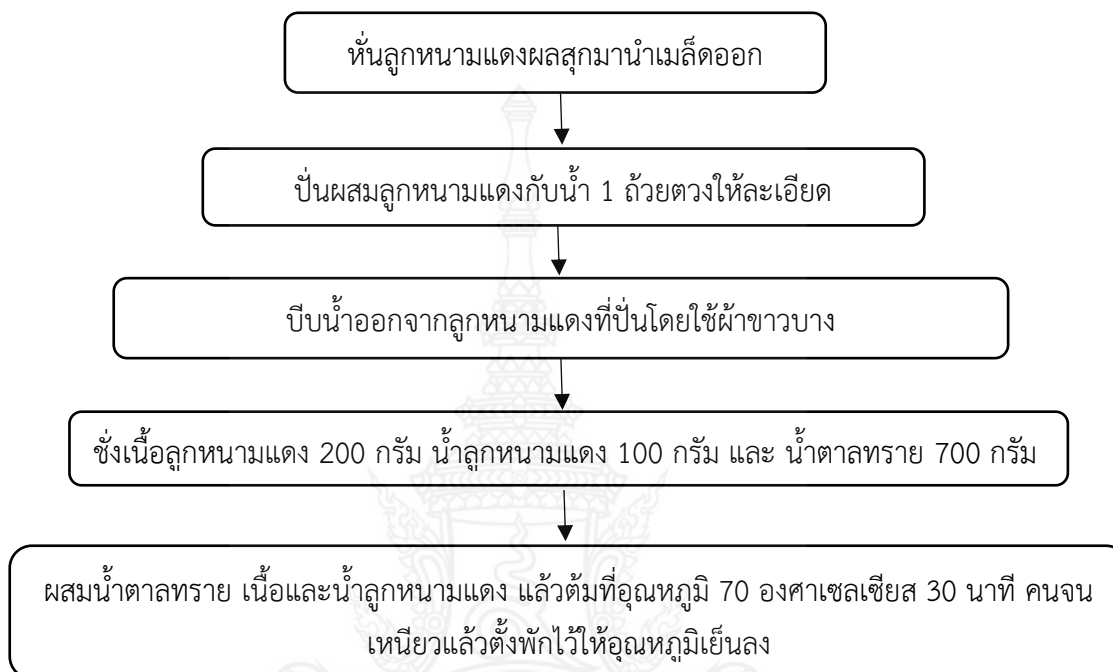 หั่นลูกหนามแดงผลสุกมานำเมล็ดออก
ปั่นผสมลูกหนามแดงกับน้ำ 1 ถ้วยตวงให้ละเอียด
บีบน้ำออกจากลูกหนามแดงที่ปั่นโดยใช้ผ้าขาวบาง
ชั่งเนื้อลูกหนามแดง 200 กรัม น้ำลูกหนามแดง 100 กรัม และ น้ำตาลทราย 700 กรัม
ผสมน้ำตาลทราย เนื้อและน้ำลูกหนามแดง แล้วต้มที่อุณหภูมิ 70 องศาเซลเซียส 30 นาที คนจน
เหนียวแล้วตั้งพักไว้ให้อุณหภูมิเย็นลง